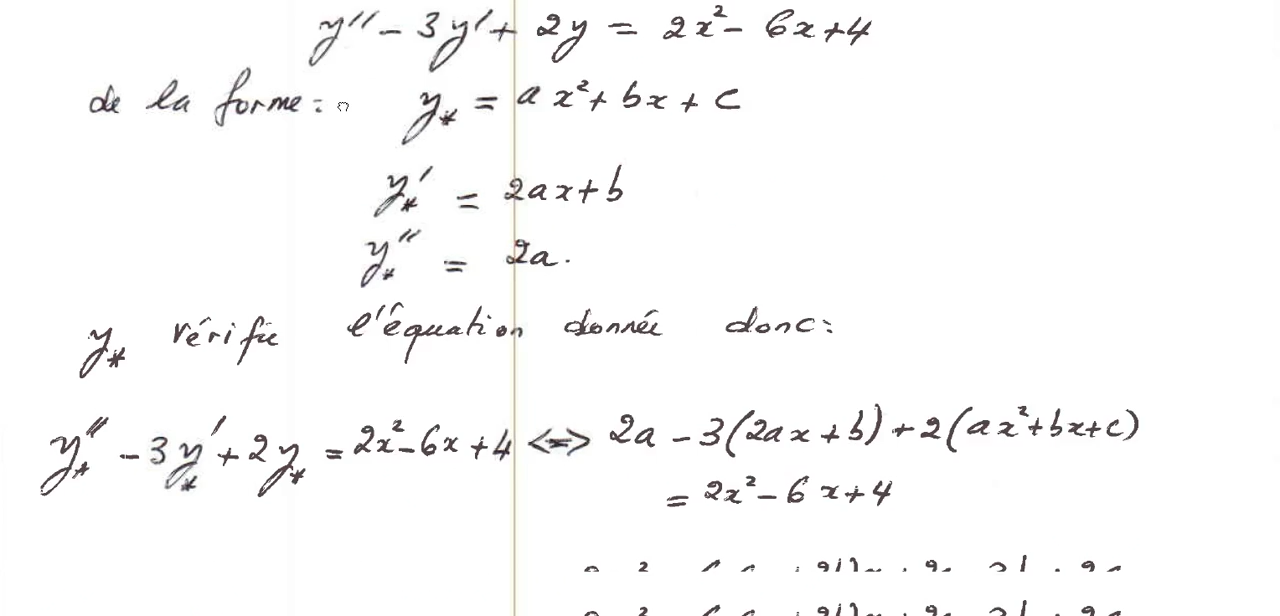 y'' - 3y' + 2y = 2x² - 6x + 4
de la forme : y* = ax² + bx + c
y*' = 2ax + b
y*'' = 2a.
y* vérifie l'équation donnée donc :
y*'' - 3y*' + 2y* = 2x² - 6x + 4 <=> 2a - 3(2ax + b) + 2(ax² + bx + c)
= 2x² - 6x + 4